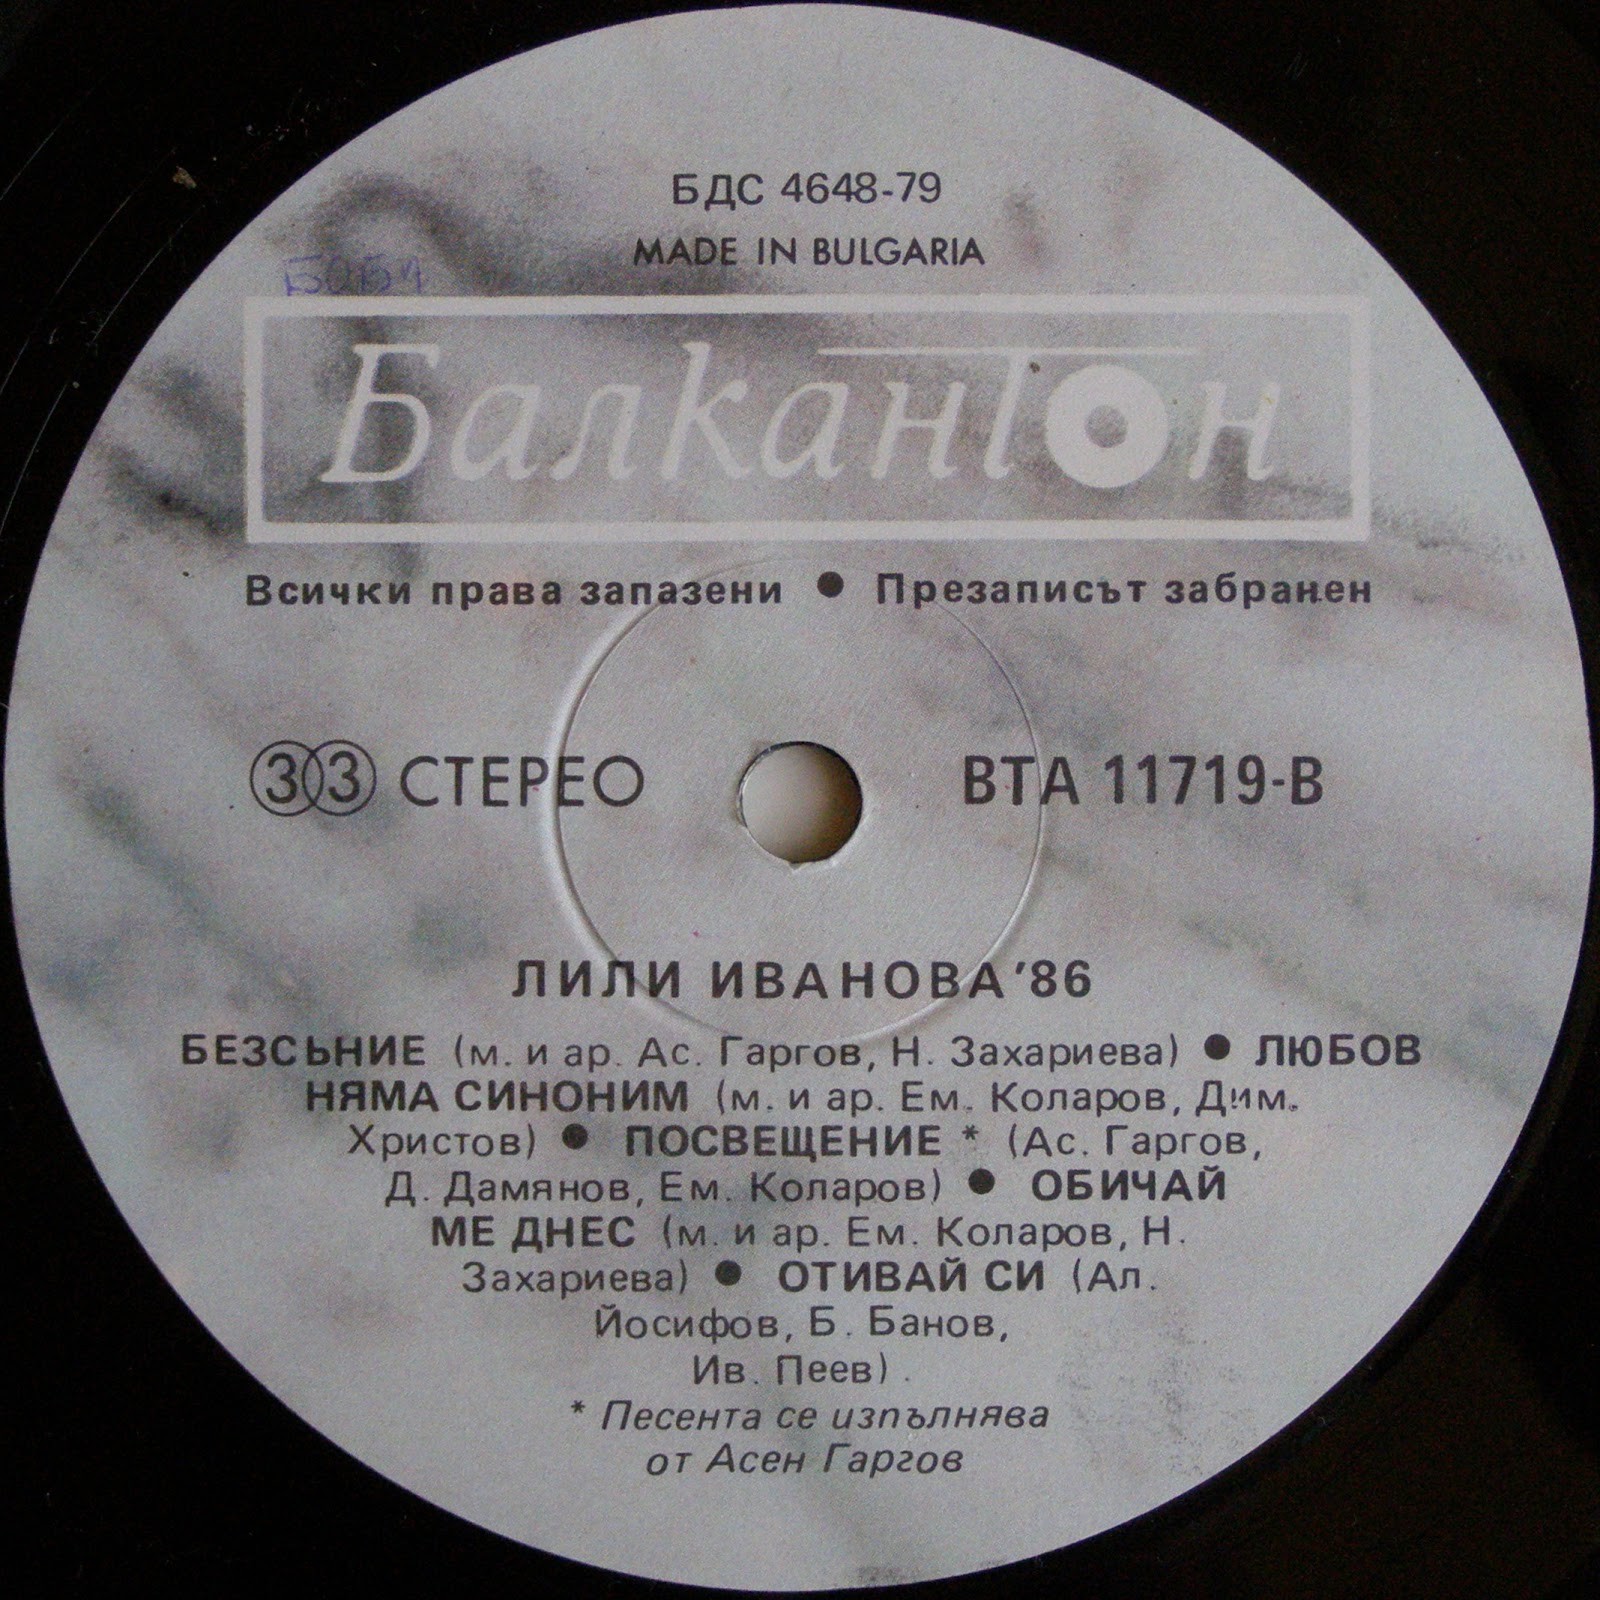 БДС 4648-79
MADE IN BULGARIA
БОБИ
Балкантон
Всички права запазени ● Презаписът забранен
33 СТЕРЕО ВТА 11719-В
ЛИЛИ ИВАНОВА '86
БЕЗСЪНИЕ (м. и ар. Ас. Гаргов, Н. Захариева) ● ЛЮБОВ
НЯМА СИНОНИМ (м. и ар. Ем. Коларов, Дим.
Христов) ● ПОСВЕЩЕНИЕ * (Ас. Гаргов,
Д. Дамянов, Ем. Коларов) ● ОБИЧАЙ
МЕ ДНЕС (м. и ар. Ем. Коларов, Н.
Захариева) ● ОТИВАЙ СИ (Ал.
Йосифов, Б. Банов,
Ив. Пеев).
* Песента се изпълнява
от Асен Гаргов